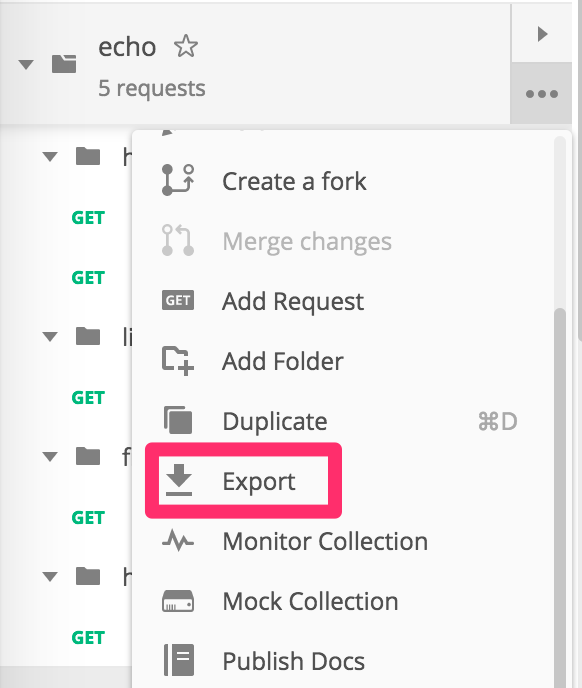 echo
5 requests
h
GET
GET
li
GET
f
GET
h
GET
Create a fork
Merge changes
GET Add Request
Add Folder
Duplicate ⌘D
Export
Monitor Collection
Mock Collection
Publish Docs